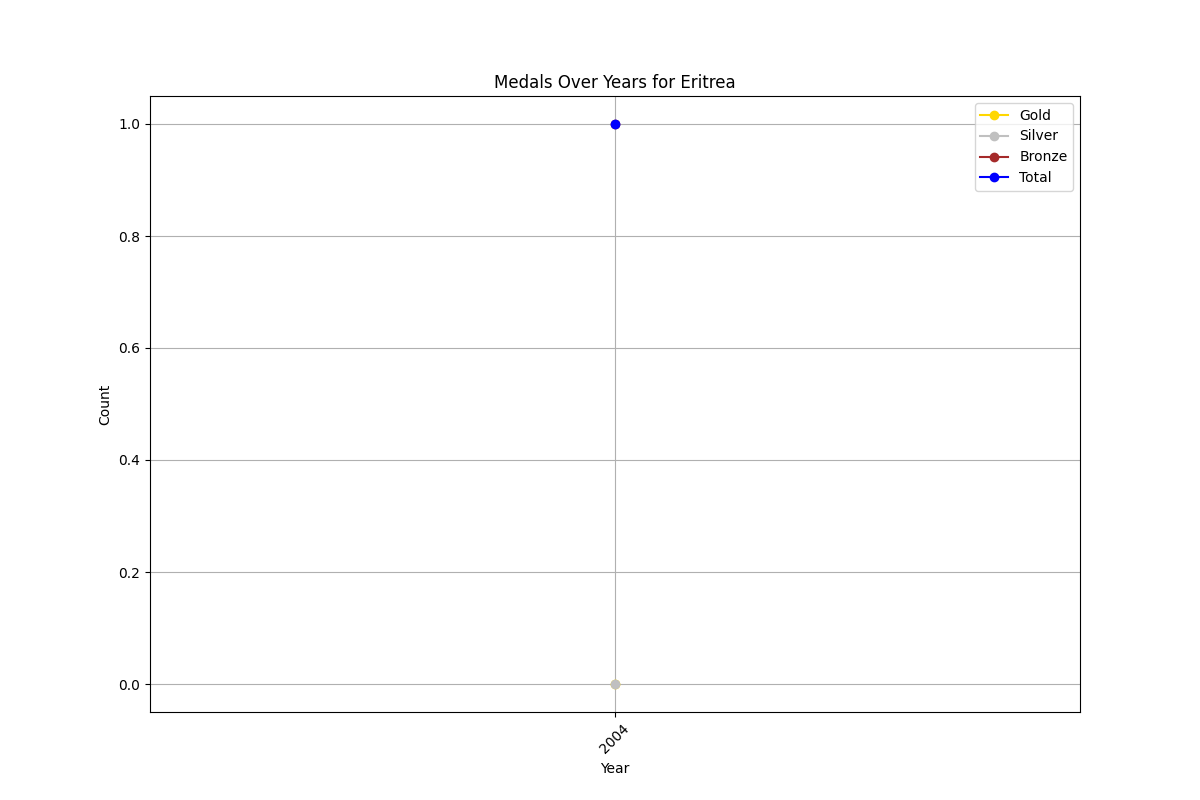 Medals Over Years for Eritrea
Gold
Silver
Bronze
Total
1.0
0.8
0.6
0.4
0.2
0.0
Count
2004
Year